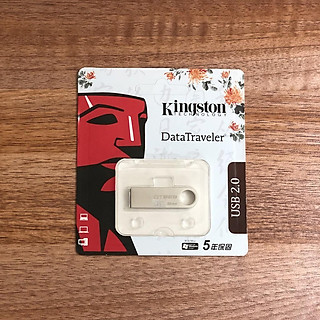 Kingston
TECHNOLOGY
DataTraveler
USB 2.0
5年保固